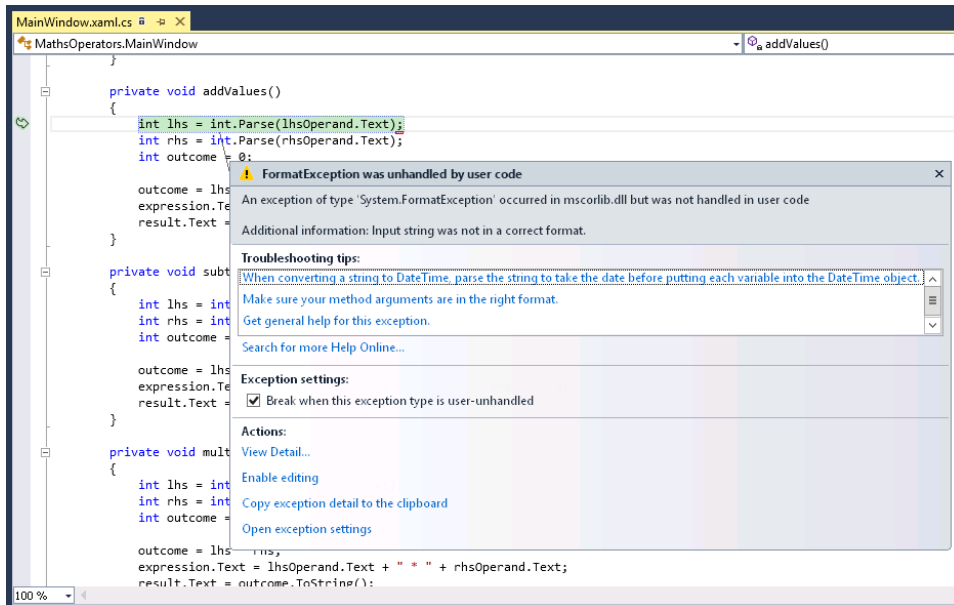 MainWindow.xaml.cs
MathsOperators.MainWindow addValues()
}
private void addValues()
{
int lhs = int.Parse(lhsOperand.Text);
int rhs = int.Parse(rhsOperand.Text);
int outcome = 0;
FormatException was unhandled by user code
outcome = lhs
An exception of type 'System.FormatException' occurred in mscorlib.dll but was not handled in user code
expression.Te
result.Text =
Additional information: Input string was not in a correct format.
}
Troubleshooting tips:
private void subt
When converting a string to DateTime, parse the string to take the date before putting each variable into the DateTime object.
{
int lhs = int
Make sure your method arguments are in the right format.
int rhs = int
Get general help for this exception.
int outcome =
Search for more Help Online...
outcome = lhs
Exception settings:
expression.Te
result.Text =
Break when this exception type is user-unhandled
}
Actions:
private void mult
View Detail...
{
int lhs = int
Enable editing
int rhs = int
Copy exception detail to the clipboard
int outcome =
Open exception settings
outcome = lhs rhs;
expression.Text = lhsOperand.Text + " * " + rhsOperand.Text;
result.Text = outcome.ToString();
100 %